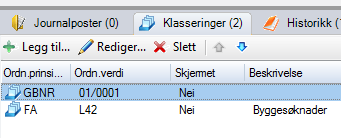 Journalposter (0) Klasseringer (2) Historikk (
Legg til... Rediger... Slett
Ordn.prinsi... Ordn.verdi Skjermet Beskrivelse
GBNR 01/0001 Nei
FA L42 Nei Byggesøknader